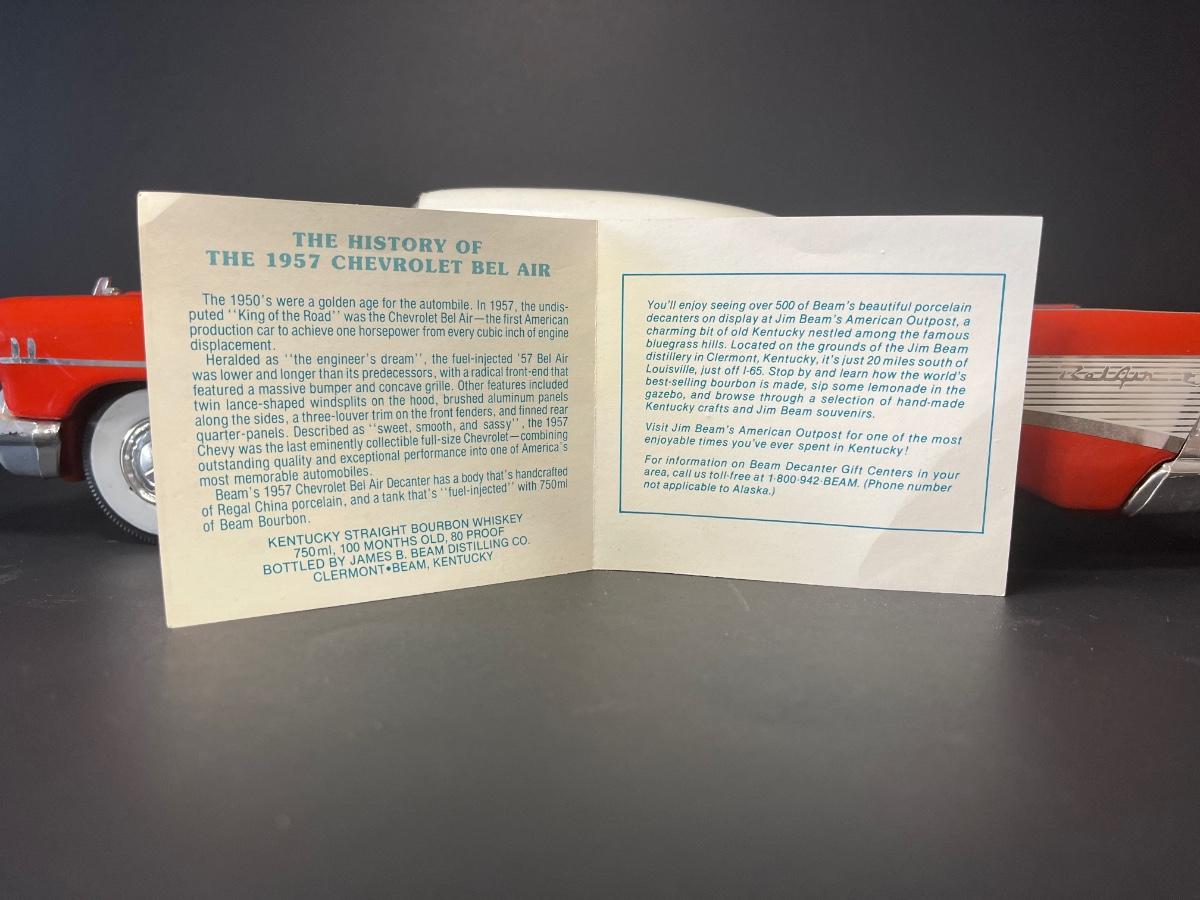 THE HISTORY OF
THE 1957 CHEVROLET BEL AIR
The 1950's were a golden age for the autombile. In 1957, the undis-
puted "King of the Road" was the Chevrolet Bel Air—the first American
production car to achieve one horsepower from every cubic inch of engine
displacement.
Heralded as "the engineer's dream", the fuel-injected '57 Bel Air
was lower and longer than its predecessors, with a radical front-end that
featured a massive bumper and concave grille. Other features included
twin lance-shaped windsplits on the hood, brushed aluminum panels
along the sides, a three-louver trim on the front fenders, and finned rear
quarter-panels. Described as "sweet, smooth, and sassy", the 1957
Chevy was the last eminently collectible full-size Chevrolet—combining
outstanding quality and exceptional performance into one of America's
most memorable automobiles.
Beam's 1957 Chevrolet Bel Air Decanter has a body that's handcrafted
of Regal China porcelain, and a tank that's "fuel-injected" with 750ml
of Beam Bourbon.
KENTUCKY STRAIGHT BOURBON WHISKEY
750ml, 100 MONTHS OLD, 80 PROOF
BOTTLED BY JAMES B. BEAM DISTILLING CO.
CLERMONT•BEAM, KENTUCKY
You'll enjoy seeing over 500 of Beam's beautiful porcelain
decanters on display at Jim Beam's American Outpost, a
charming bit of old Kentucky nestled among the famous
bluegrass hills. Located on the grounds of the Jim Beam
distillery in Clermont, Kentucky, it's just 20 miles south of
Louisville, just off I-65. Stop by and learn how the world's
best-selling bourbon is made, sip some lemonade in the
gazebo, and browse through a selection of hand-made
Kentucky crafts and Jim Beam souvenirs.
Visit Jim Beam's American Outpost for one of the most
enjoyable times you've ever spent in Kentucky!
For information on Beam Decanter Gift Centers in your
area, call us toll-free at 1-800-942-BEAM. (Phone number
not applicable to Alaska.)
Bel Air